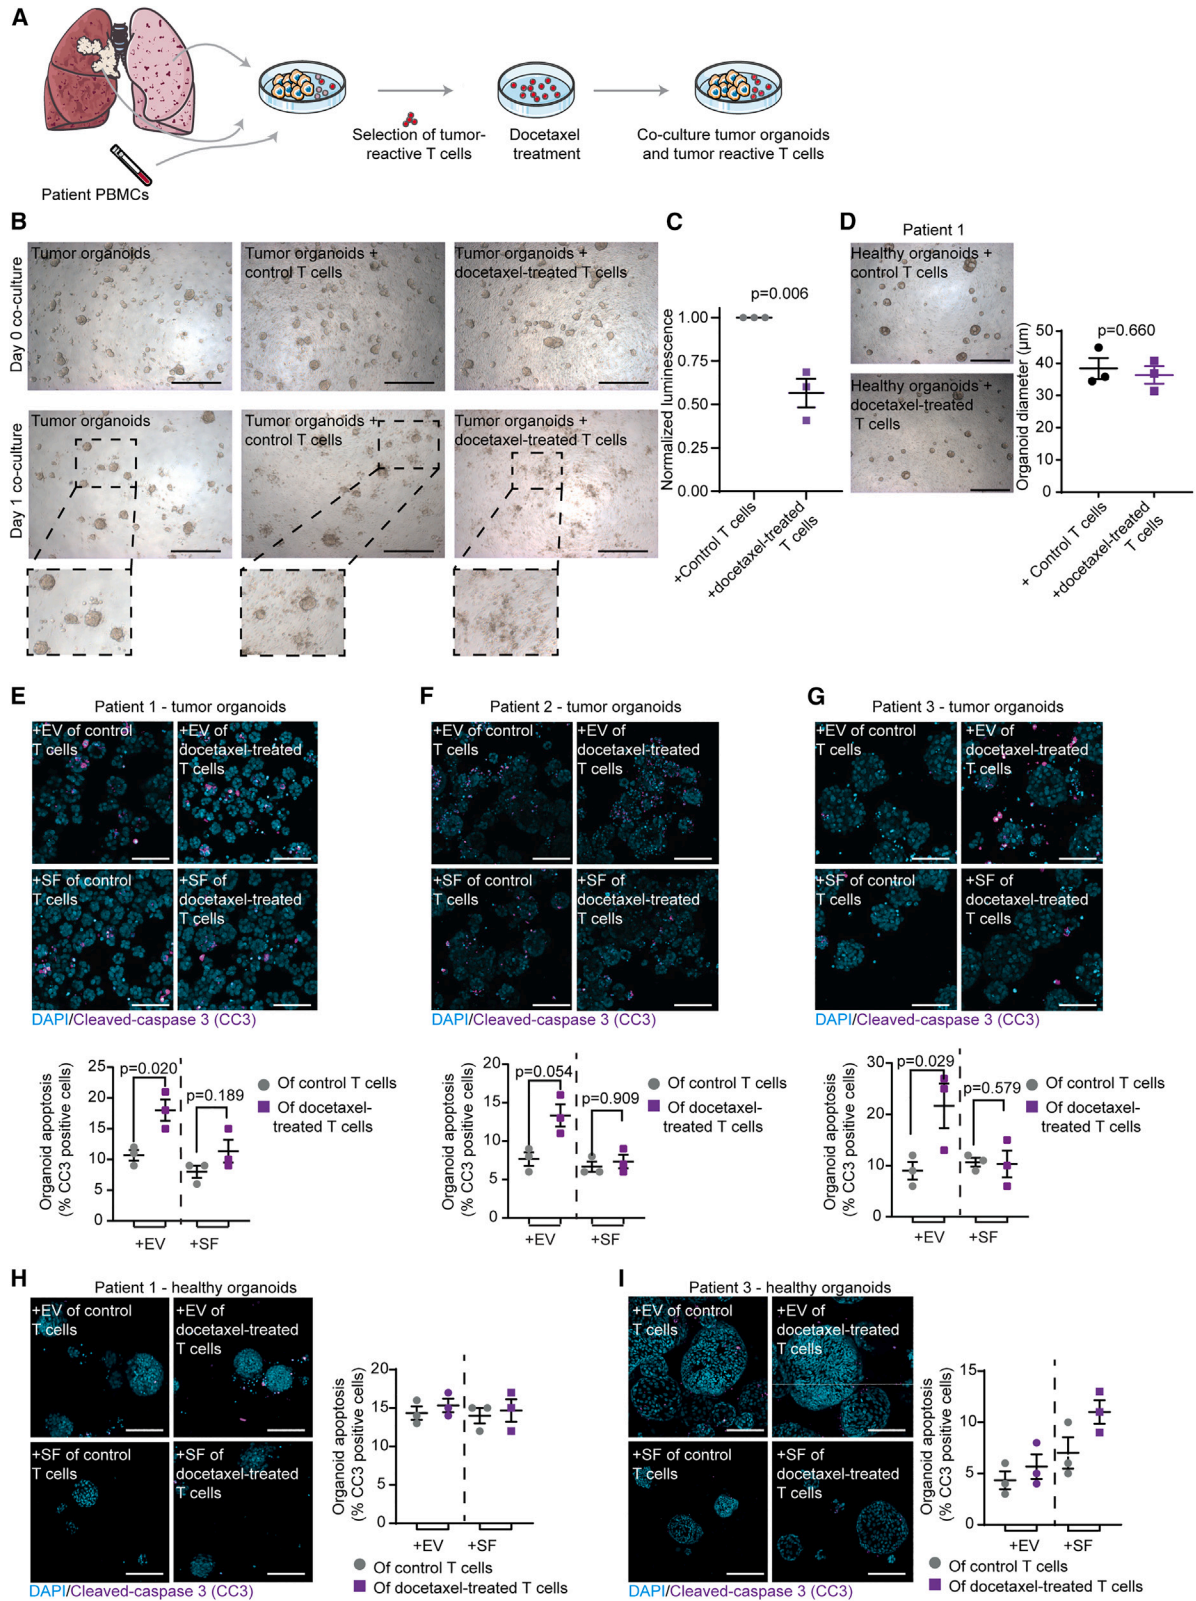 A
Patient PBMCs
Selection of tumor-
reactive T cells
Docetaxel
treatment
Co-culture tumor organoids
and tumor reactive T cells
B
Day 0 co-culture
Tumor organoids
Tumor organoids +
control T cells
Tumor organoids +
docetaxel-treated T cells
Day 1 co-culture
Tumor organoids
Tumor organoids +
control T cells
Tumor organoids +
docetaxel-treated T cells
C
p=0.006
Normalized luminescence
1.00
0.75
0.50
0.25
0.00
+Control T cells
+docetaxel-treated
T cells
D
Patient 1
Healthy organoids +
control T cells
Healthy organoids +
docetaxel-treated
T cells
p=0.660
Organoid diameter (µm)
50
40
30
20
10
0
+ Control T cells
+docetaxel-treated
T cells
E
Patient 1 - tumor organoids
+EV of control
T cells
+EV of
docetaxel-treated
T cells
+SF of control
T cells
+SF of
docetaxel-treated
T cells
DAPI/Cleaved-caspase 3 (CC3)
Organoid apoptosis
(% CC3 positive cells)
25
20
15
10
5
0
p=0.020
p=0.189
+EV
+SF
Of control T cells
Of docetaxel-
treated T cells
F
Patient 2 - tumor organoids
+EV of control
T cells
+EV of
docetaxel-treated
T cells
+SF of control
T cells
+SF of
docetaxel-treated
T cells
DAPI/Cleaved-caspase 3 (CC3)
Organoid apoptosis
(% CC3 positive cells)
20
15
10
5
0
p=0.054
p=0.909
+EV
+SF
Of control T cells
Of docetaxel-
treated T cells
G
Patient 3 - tumor organoids
+EV of control
T cells
+EV of
docetaxel-treated
T cells
+SF of control
T cells
+SF of
docetaxel-treated
T cells
DAPI/Cleaved-caspase 3 (CC3)
Organoid apoptosis
(% CC3 positive cells)
30
20
10
0
p=0.029
p=0.579
+EV
+SF
Of control T cells
Of docetaxel-
treated T cells
H
Patient 1 - healthy organoids
+EV of control
T cells
+EV of
docetaxel-treated
T cells
+SF of control
T cells
+SF of
docetaxel-treated
T cells
DAPI/Cleaved-caspase 3 (CC3)
Organoid apoptosis
(% CC3 positive cells)
20
15
10
5
0
+EV
+SF
Of control T cells
Of docetaxel-treated T cells
I
Patient 3 - healthy organoids
+EV of control
T cells
+EV of
docetaxel-treated
T cells
+SF of control
T cells
+SF of
docetaxel-treated
T cells
DAPI/Cleaved-caspase 3 (CC3)
Organoid apoptosis
(% CC3 positive cells)
15
10
5
0
+EV
+SF
Of control T cells
Of docetaxel-treated T cells